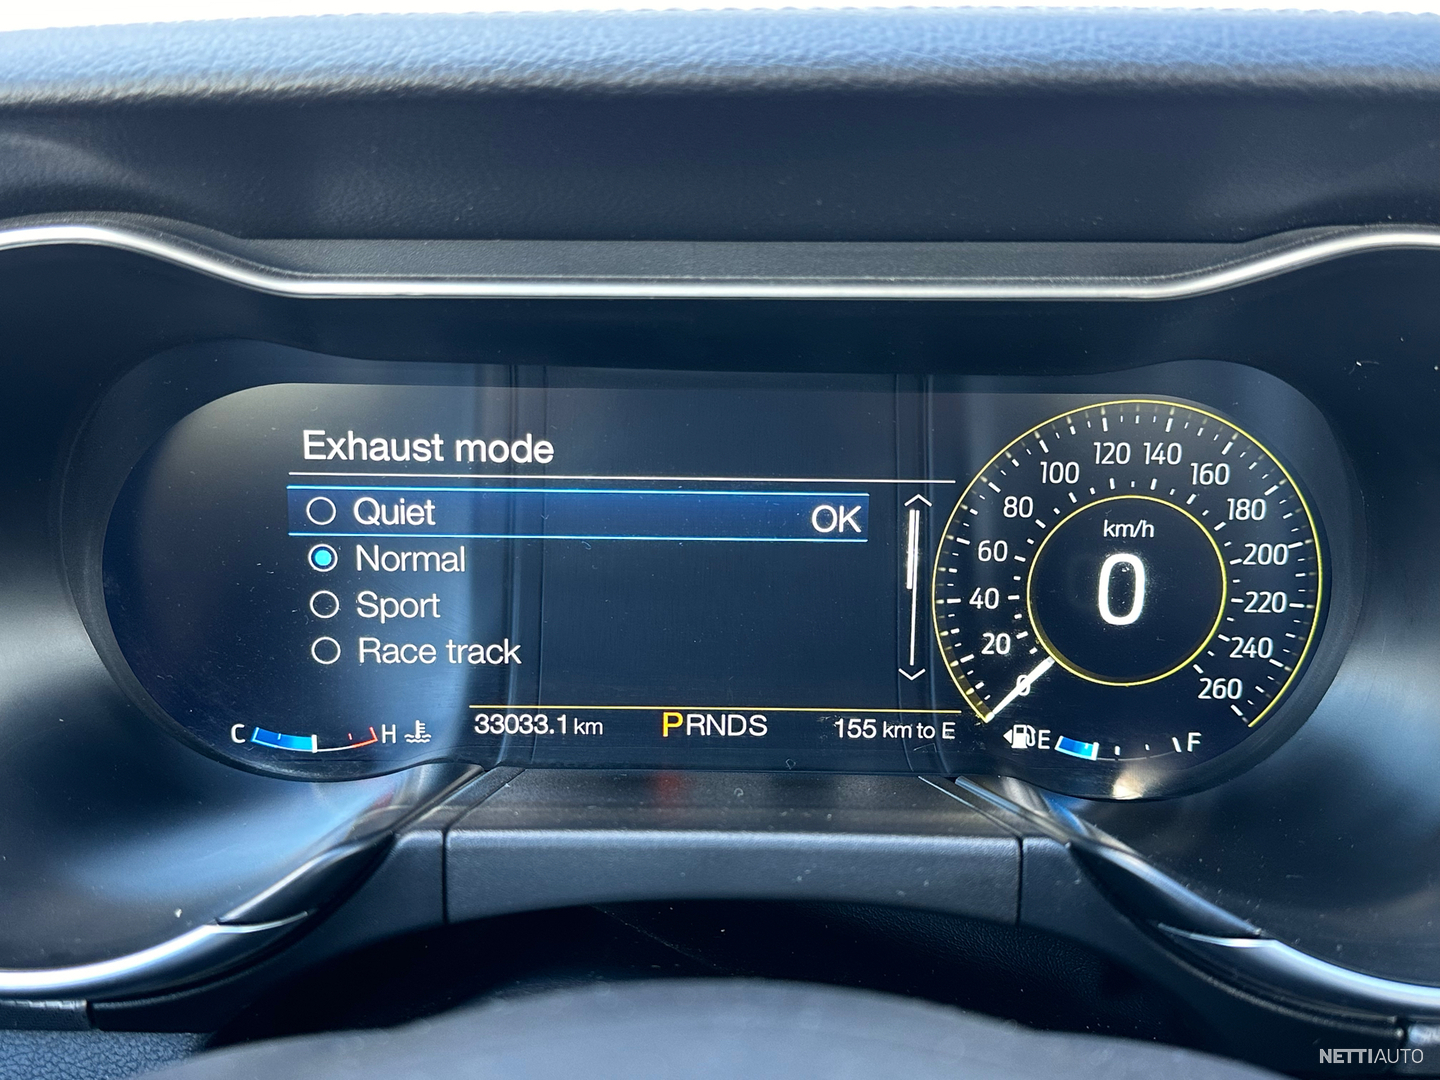 Exhaust mode
Quiet OK
Normal
Sport
Race track
C H
33033.1 km PRNDS 155 km to E
E F
0 20 40 60 80 100 120 140 160 180 200 220 240 260
km/h
0
NETTIAUTO